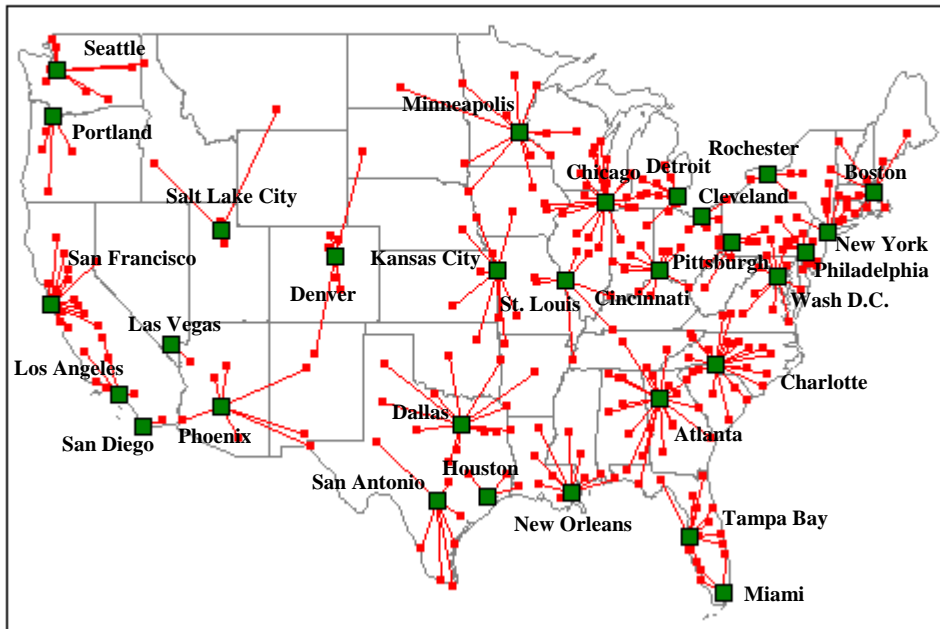 Seattle
Minneapolis
Portland
Rochester
Chicago
Detroit
Boston
Salt Lake City
Cleveland
New York
San Francisco
Kansas City
Pittsburgh
Philadelphia
Denver
St. Louis
Cincinnati
Wash D.C.
Las Vegas
Los Angeles
Charlotte
Dallas
San Diego
Phoenix
Atlanta
Houston
San Antonio
New Orleans
Tampa Bay
Miami